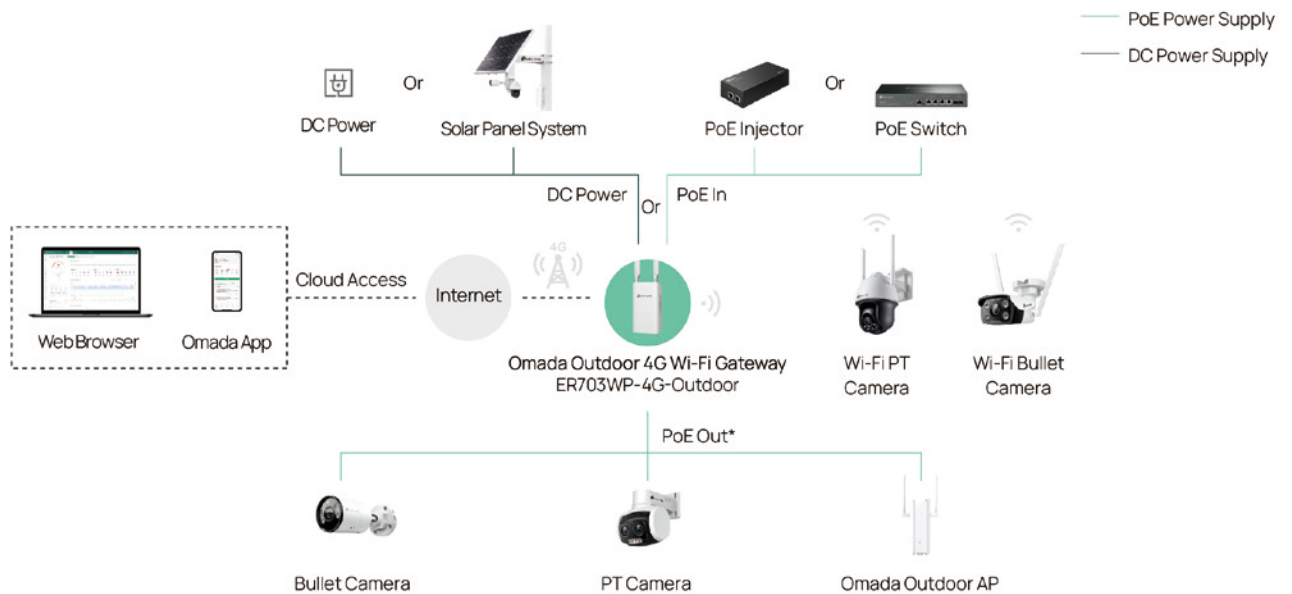 PoE Power Supply
DC Power Supply
Or
Or
DC Power
Solar Panel System
PoE Injector
PoE Switch
DC Power
Or
PoE In
4G
Cloud Access
Internet
Web Browser
Omada App
Omada Outdoor 4G Wi-Fi Gateway
ER703WP-4G-Outdoor
Wi-Fi PT
Camera
Wi-Fi Bullet
Camera
PoE Out*
Bullet Camera
PT Camera
Omada Outdoor AP